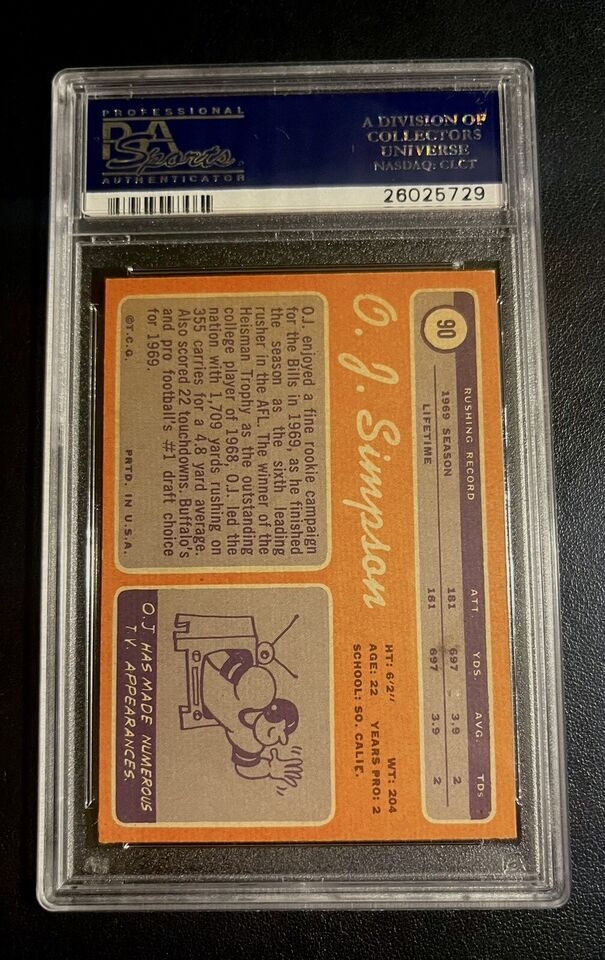 PROFESSIONAL
PSA
Sports
AUTHENTICATOR
A DIVISION OF
COLLECTORS
UNIVERSE
NASDAQ: CLCT
26025729
90
RUSHING RECORD ATT. YDS. AVG. TDs
1969 SEASON 181 697 3.9 2
LIFETIME 181 697 3.9 2
O. J. Simpson
HT: 6'2" WT: 204
AGE: 22 YEARS PRO: 2
SCHOOL: SO. CALIF.
O.J. enjoyed a fine rookie campaign
for the Bills in 1969, as he finished
the season as the sixth leading
rusher in the AFL. The winner of the
Heisman Trophy as the outstanding
college player of 1968, O.J. led the
nation with 1,709 yards rushing on
355 carries for a 4.8 yard average.
Also scored 22 touchdowns. Buffalo's
and pro football's #1 draft choice
for 1969.
©T.C.G. PRTD. IN U.S.A.
O.J HAS MADE NUMEROUS
T.V. APPEARANCES.